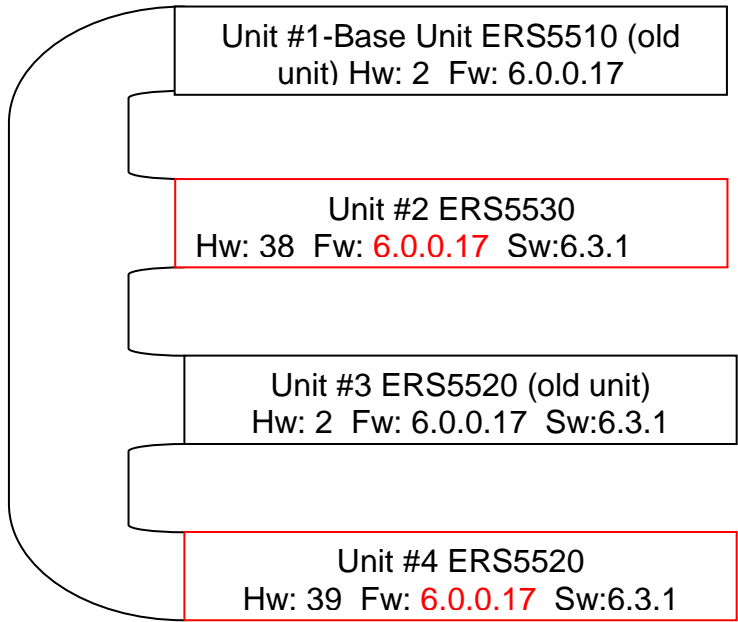 Unit #1-Base Unit ERS5510 (old
unit) Hw: 2 Fw: 6.0.0.17
Unit #2 ERS5530
Hw: 38 Fw: 6.0.0.17 Sw:6.3.1
Unit #3 ERS5520 (old unit)
Hw: 2 Fw: 6.0.0.17 Sw:6.3.1
Unit #4 ERS5520
Hw: 39 Fw: 6.0.0.17 Sw:6.3.1